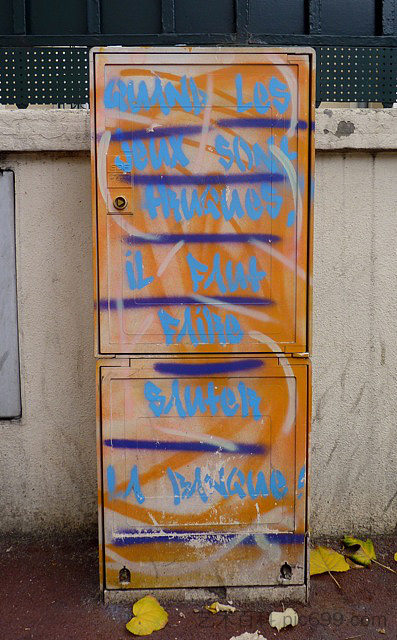 QUAND LES
JEUX SONT
TRUQUÉS,
iL FAUT
FAIRE
SAUTER
LA BANQUE!